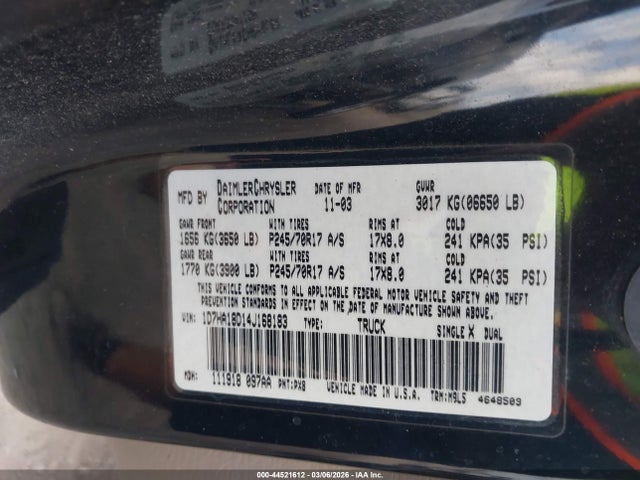 MFD BY DAIMLERCHRYSLER CORPORATION DATE OF MFR 11-03 GVWR 3017 KG(06650 LB)
GAWR FRONT WITH TIRES RIMS AT COLD
1656 KG(3650 LB) P245/70R17 A/S 17X8.0 241 KPA(35 PSI)
GAWR REAR WITH TIRES RIMS AT COLD
1770 KG(3900 LB) P245/70R17 A/S 17X8.0 241 KPA(35 PSI)
THIS VEHICLE CONFORMS TO ALL APPLICABLE FEDERAL MOTOR VEHICLE SAFETY AND THEFT
PREVENTION STANDARDS IN EFFECT ON THE DATE OF MANUFACTURE SHOWN ABOVE.
VIN: 1D7HA18D14J168183 TYPE: TRUCK SINGLE X DUAL
MDH: 111918 097AA PNT:PX8 VEHICLE MADE IN U.S.A. TRM:M9L5 4648509
000-44521612 - 03/06/2026 - IAA Inc.